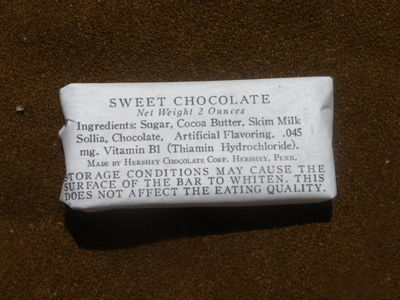 SWEET CHOCOLATE
Net Weight 2 Ounces
Ingredients: Sugar, Cocoa Butter, Skim Milk
Sollia, Chocolate, Artificial Flavoring, .045
mg. Vitamin B1 (Thiamin Hydrochloride).
MADE BY HERSHEY CHOCOLATE CORP. HERSHEY, PENN.
STORAGE CONDITIONS MAY CAUSE THE
SURFACE OF THE BAR TO WHITEN. THIS
DOES NOT AFFECT THE EATING QUALITY.